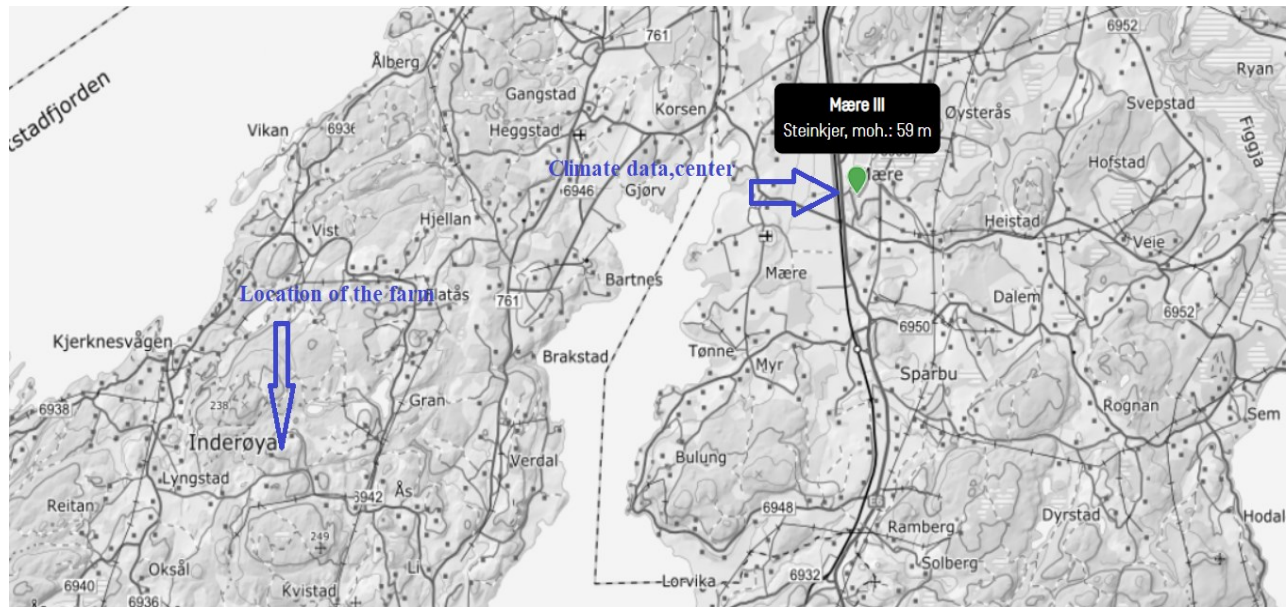 6952
761
Ålberg
Ryan
Gangstad
Korsen
Mære III
Steinkjer, moh.: 59 m
Øysterås
Svepstad
Vikan
Heggstad
Figgja
Hofstad
Climate data,center
Mære
6946
Gjørv
Hjellan
Heistad
Vist
Veie
Mære
Bartnes
Location of the farm
761
Dalem
6952
Kjerknesvågen
6950
Brakstad
Tønne
Myr
Sparbu
238
6938
Gran
Rognan
Sem
Inderøya
Verdal
Bulung
Lyngstad
6942
Ås
Reitan
6948
Ramberg
Dyrstad
Hodal
249
Solberg
Oksål
Li
6932
6940
Kvistad
Lorvika
6936